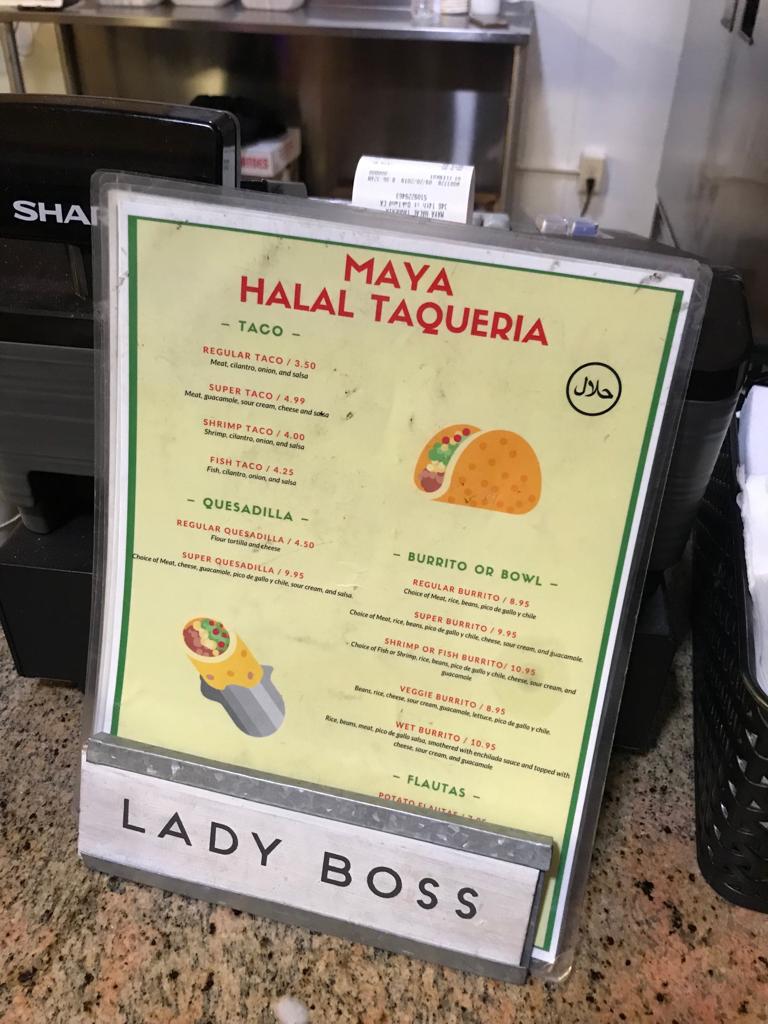 SHAR
MAYA
HALAL TAQUERIA
حلال
– TACO –
REGULAR TACO / 3.50
Meat, cilantro, onion, and salsa
SUPER TACO / 4.99
Meat, guacamole, sour cream, cheese and salsa
SHRIMP TACO / 4.00
Shrimp, cilantro, onion, and salsa
FISH TACO / 4.25
Fish, cilantro, onion, and salsa
– QUESADILLA –
REGULAR QUESADILLA / 4.50
Flour tortilla and cheese
SUPER QUESADILLA / 9.95
Choice of Meat, cheese, guacamole, pico de gallo y chile, sour cream, and salsa.
– BURRITO OR BOWL –
REGULAR BURRITO / 8.95
Choice of Meat, rice, beans, pico de gallo y chile
SUPER BURRITO / 9.95
Choice of Meat, rice, beans, pico de gallo y chile, cheese, sour cream, and guacamole.
SHRIMP OR FISH BURRITO/ 10.95
Choice of Fish or Shrimp, rice, beans, pico de gallo y chile, cheese, sour cream, and
guacamole
VEGGIE BURRITO / 8.95
Beans, rice, cheese, sour cream, guacamole, lettuce, pico de gallo y chile.
WET BURRITO / 10.95
Rice, beans, meat, pico de gallo salsa, smothered with enchilada sauce and topped with
cheese, sour cream, and guacamole
– FLAUTAS –
POTATO FLAUTAS /
LADY BOSS